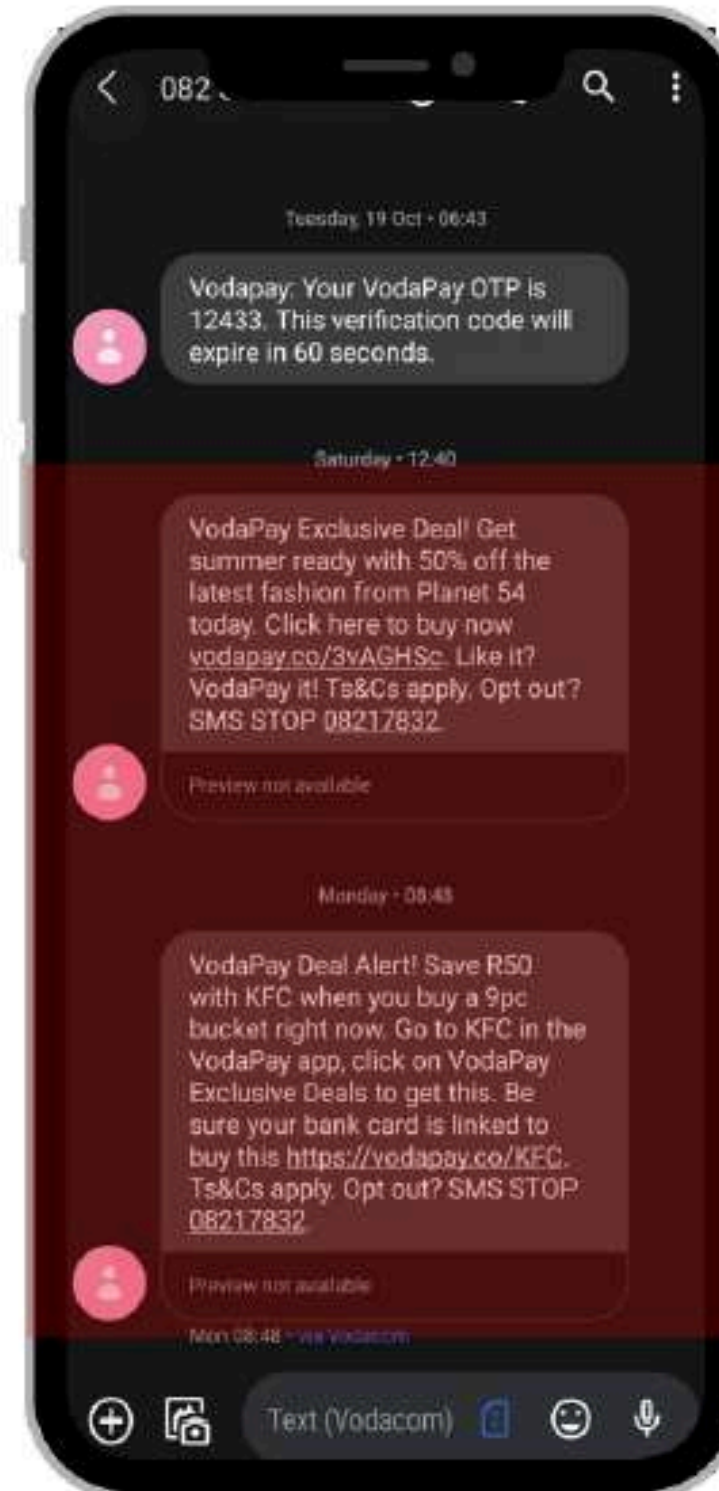 082
Tuesday, 19 Oct • 06:43
Vodapay: Your VodaPay OTP is
12433. This verification code will
expire in 60 seconds.
Saturday • 12:40
VodaPay Exclusive Deal! Get
summer ready with 50% off the
latest fashion from Planet 54
today. Click here to buy now
vodapay.co/3vAGHSc. Like it?
VodaPay it! Ts&Cs apply. Opt out?
SMS STOP 08217832.
Preview not available
Monday • 08:48
VodaPay Deal Alert! Save R50
with KFC when you buy a 9pc
bucket right now. Go to KFC in the
VodaPay app, click on VodaPay
Exclusive Deals to get this. Be
sure your bank card is linked to
buy this https://vodapay.co/KFC.
Ts&Cs apply. Opt out? SMS STOP
08217832.
Preview not available
Mon 08:48 • via Vodacom
Text (Vodacom)